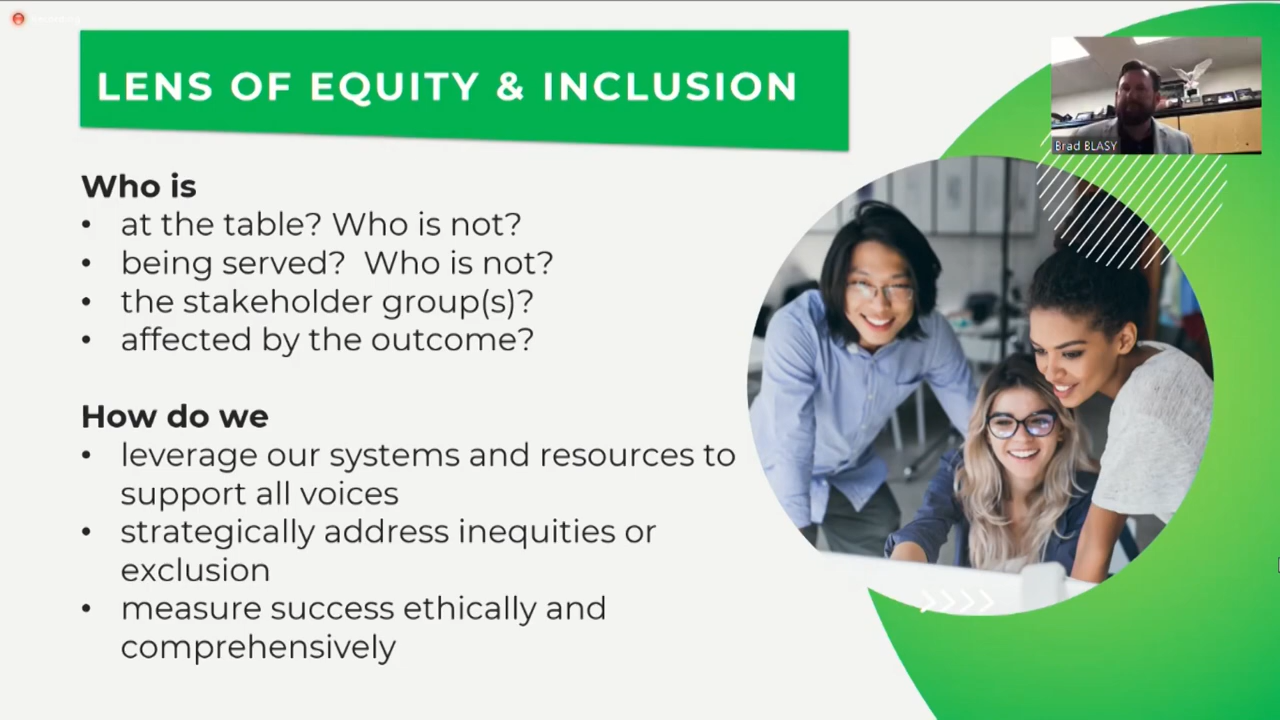 Recording
LENS OF EQUITY & INCLUSION
Brad BLASY
Who is
• at the table? Who is not?
• being served?  Who is not?
• the stakeholder group(s)?
• affected by the outcome?
How do we
• leverage our systems and resources to
support all voices
• strategically address inequities or
exclusion
• measure success ethically and
comprehensively